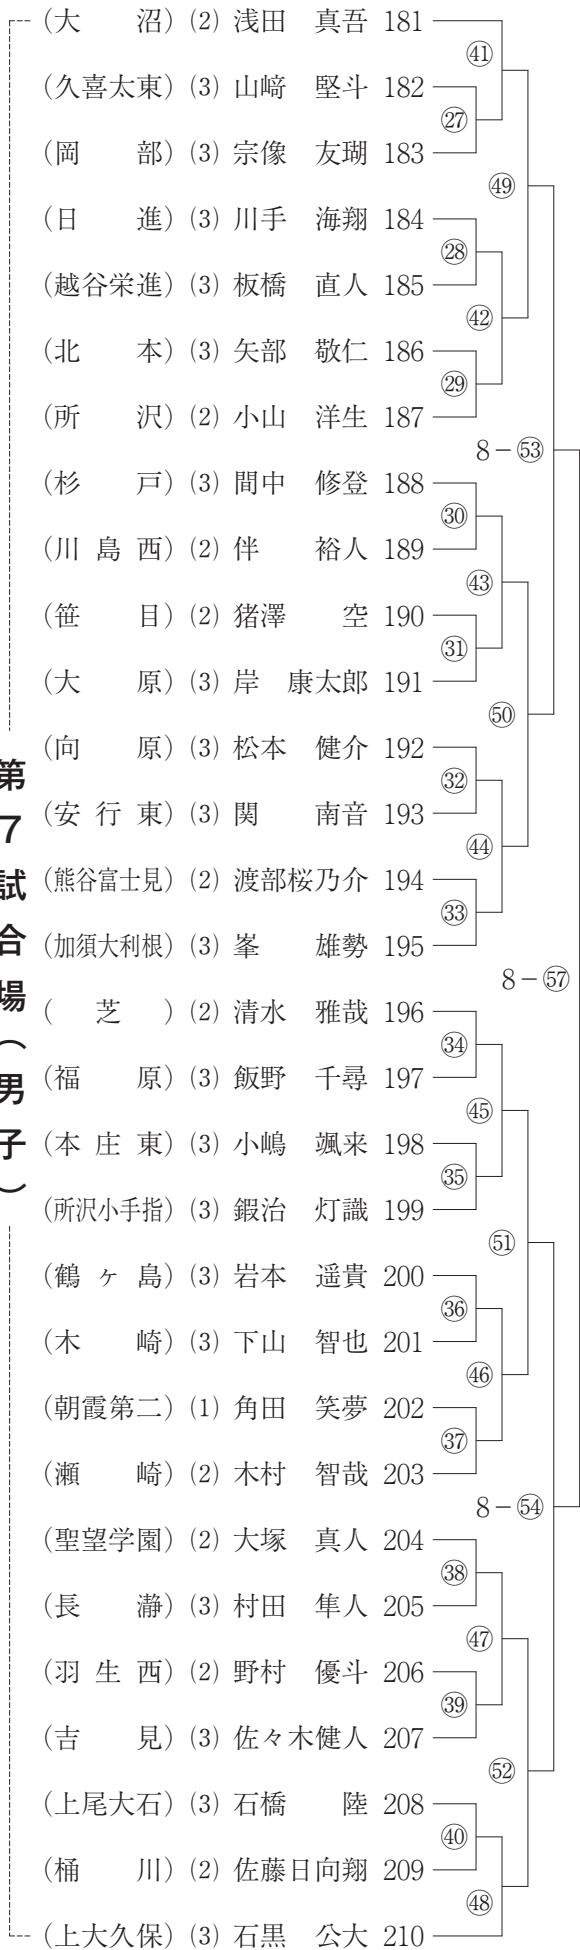 第7試合場（男子）
(大　沼) (2) 浅田　真吾 181
(久喜太東) (3) 山﨑　堅斗 182
(岡　部) (3) 宗像　友瑚 183
(日　進) (3) 川手　海翔 184
(越谷栄進) (3) 板橋　直人 185
(北　本) (3) 矢部　敬仁 186
(所　沢) (2) 小山　洋生 187
(杉　戸) (3) 間中　修登 188
(川島西) (2) 伴　裕人 189
(笹　目) (2) 猪澤　空 190
(大　原) (3) 岸　康太郎 191
(向　原) (3) 松本　健介 192
(安行東) (3) 関　南音 193
(熊谷富士見) (2) 渡部桜乃介 194
(加須大利根) (3) 峯　雄勢 195
(芝) (2) 清水　雅哉 196
(福　原) (3) 飯野　千尋 197
(本庄東) (3) 小嶋　颯来 198
(所沢小手指) (3) 鍜治　灯識 199
(鶴ヶ島) (3) 岩本　遥貴 200
(木　崎) (3) 下山　智也 201
(朝霞第二) (1) 角田　笑夢 202
(瀬　崎) (2) 木村　智哉 203
(聖望学園) (2) 大塚　真人 204
(長　瀞) (3) 村田　隼人 205
(羽生西) (2) 野村　優斗 206
(吉　見) (3) 佐々木健人 207
(上尾大石) (3) 石橋　陸 208
(桶　川) (2) 佐藤日向翔 209
(上大久保) (3) 石黒　公大 210
㊶
㉗
㊾
㉘
㊷
㉙
8－53
㉚
㊸
㉛
㊿
㉜
㊹
㉝
8－57
㉞
㊺
㉟
51
㊱
㊻
㊲
8－54
㊳
㊼
㊴
52
㊵
㊽